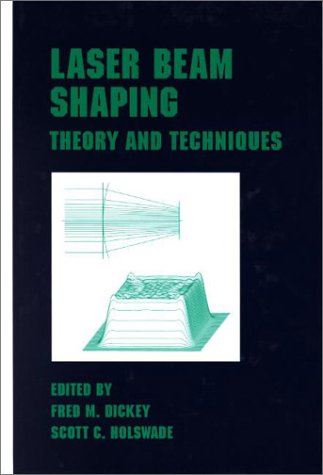 LASER BEAM
SHAPING
THEORY AND TECHNIQUES
EDITED BY
FRED M. DICKEY
SCOTT C. HOLSWADE